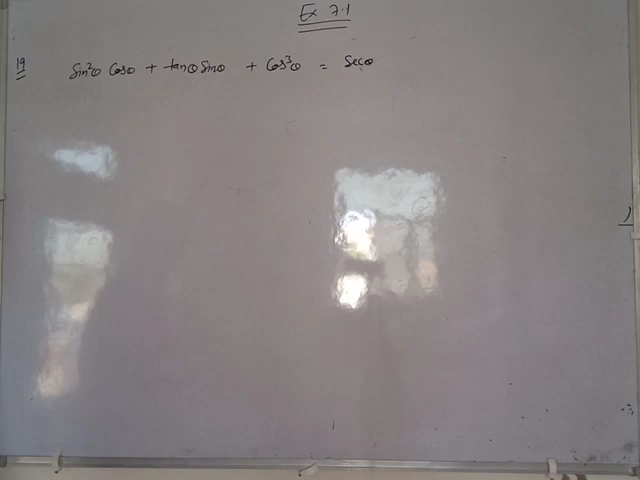 Ex 7.1
19 Sin²θ Cosθ + tanθ Sinθ + Cos³θ = Secθ